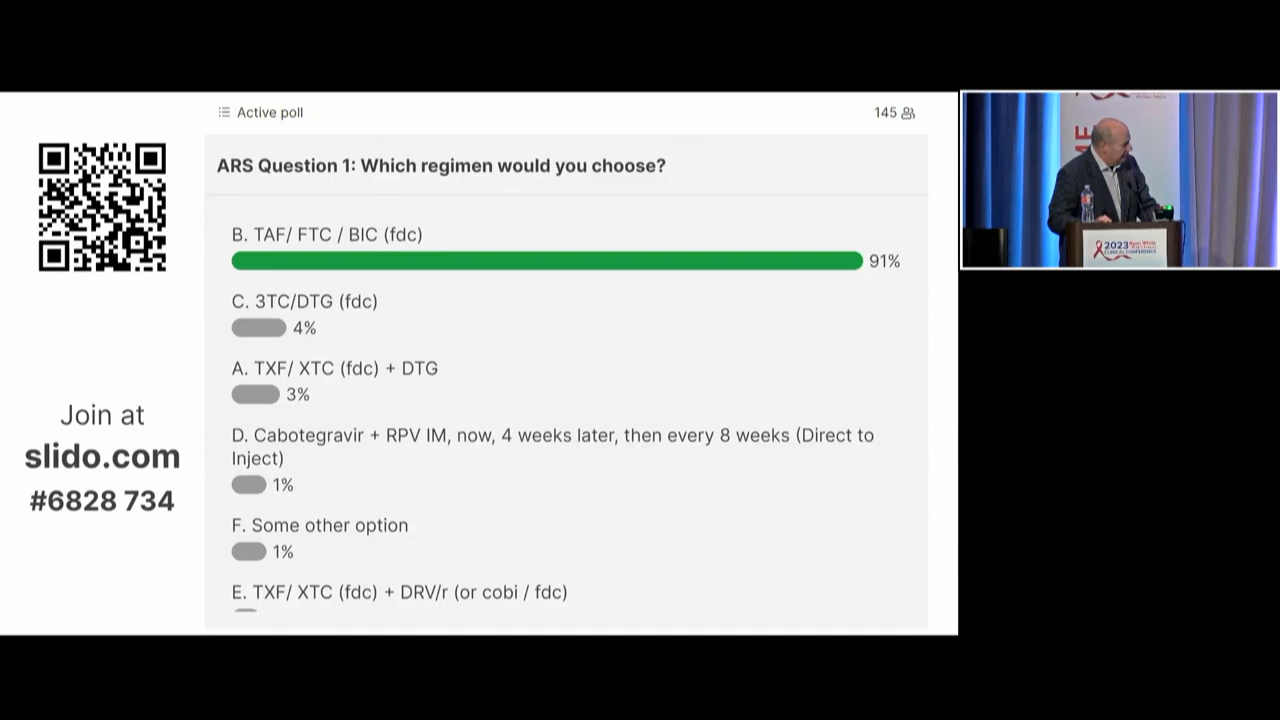 Active poll
145
ARS Question 1: Which regimen would you choose?
B. TAF/ FTC / BIC (fdc)
91%
C. 3TC/DTG (fdc)
4%
A. TXF/ XTC (fdc) + DTG
3%
D. Cabotegravir + RPV IM, now, 4 weeks later, then every 8 weeks (Direct to
Inject)
1%
F. Some other option
1%
E. TXF/ XTC (fdc) + DRV/r (or cobi / fdc)
Join at
slido.com
#6828 734
2023
CLINICAL CONFERENCE